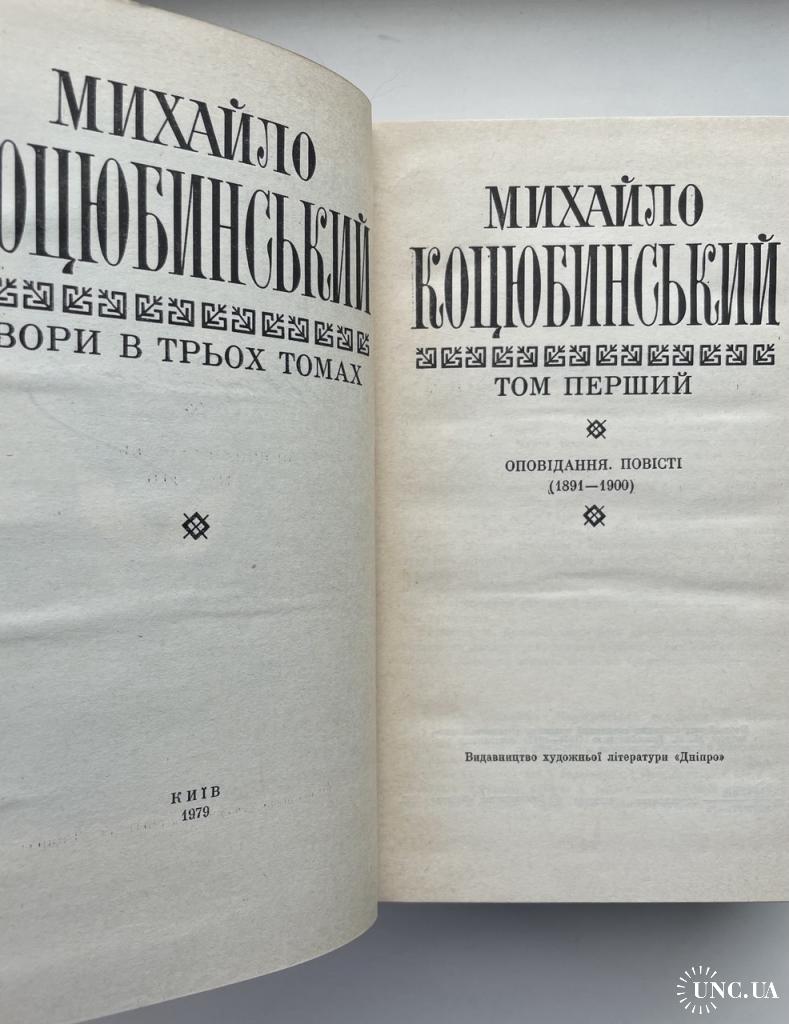 МИХАЙЛО
ОЦЮБИНСЬКИЙ
ВОРИ В ТРЬОХ ТОМАХ
КИЇВ
1979
МИХАЙЛО
КОЦЮБИНСЬКИЙ
ТОМ ПЕРШИЙ
ОПОВІДАННЯ. ПОВІСТІ
(1891—1900)
Видавництво художньої літератури «Дніпро»
UNC.UA